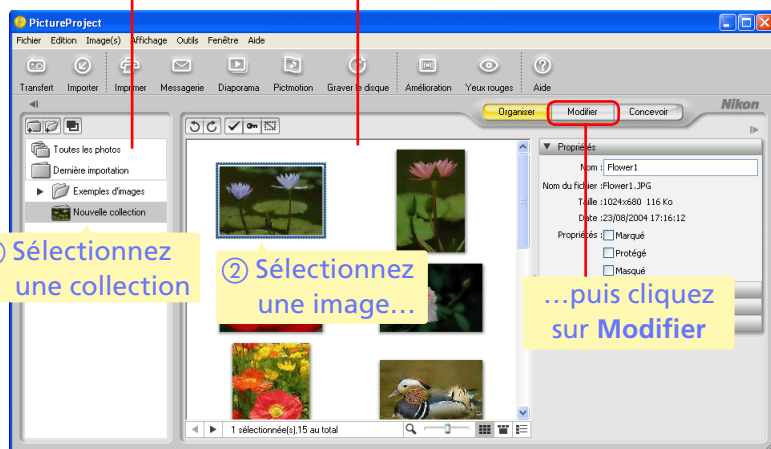 PictureProject
Fichier Edition Image(s) Affichage Outils Fenêtre Aide
Transfert Importer Imprimer Messagerie Diaporama Pictmotion Graver le disque Amélioration Yeux rouges Aide
Organiser Modifier Concevoir
Nikon
Toutes les photos
Dernière importation
Exemples d'images
Nouvelle collection
Sélectionnez
une collection
② Sélectionnez
une image…
Propriétés
Nom : Flower1
Nom du fichier :Flower1.JPG
Taille :1024x680 116 Ko
Date :23/08/2004 17:16:12
Propriétés : Marqué
Protégé
Masqué
…puis cliquez
sur Modifier
1 sélectionnée(s),15 au total